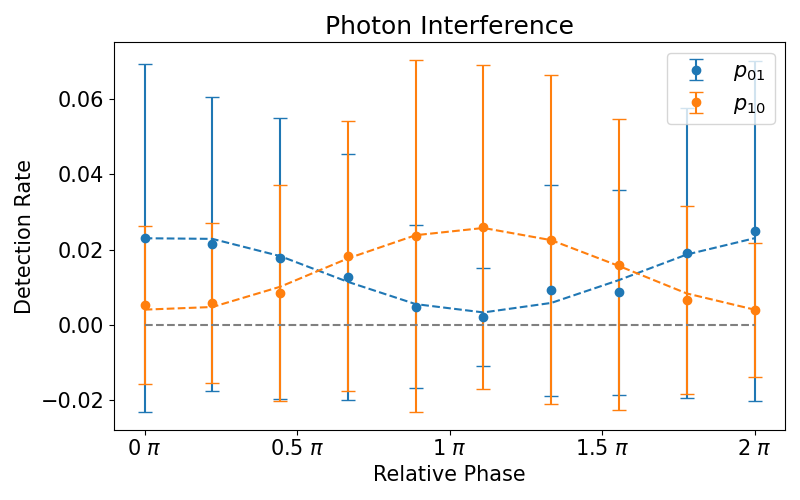 Photon Interference
p01
p10
Detection Rate
0.06
0.04
0.02
0.00
−0.02
0 π
0.5 π
1 π
1.5 π
2 π
Relative Phase